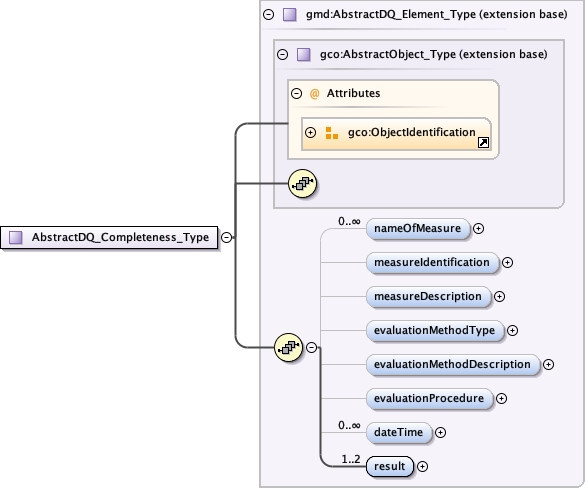 gmd:AbstractDQ_Element_Type (extension base)
gco:AbstractObject_Type (extension base)
@ Attributes
gco:ObjectIdentification
AbstractDQ_Completeness_Type
0..∞
nameOfMeasure
measureIdentification
measureDescription
evaluationMethodType
evaluationMethodDescription
evaluationProcedure
0..∞
dateTime
1..2
result